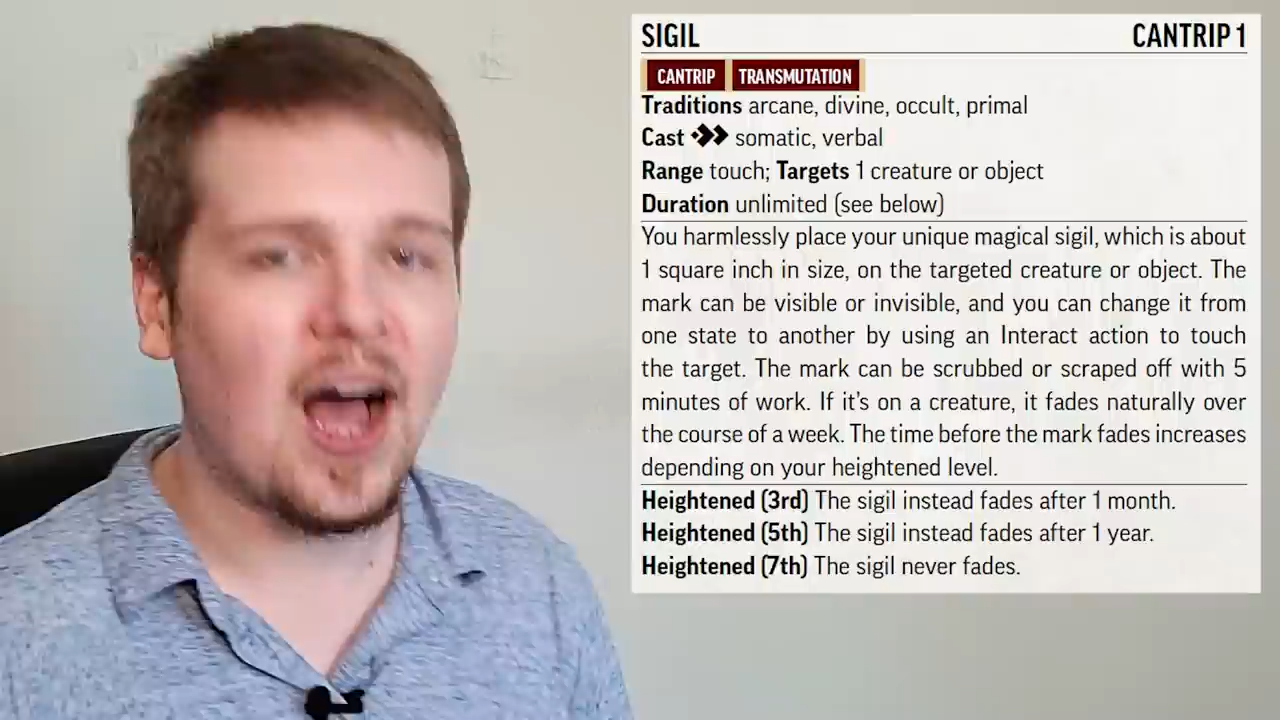 SIGIL CANTRIP 1
CANTRIP TRANSMUTATION
Traditions arcane, divine, occult, primal
Cast somatic, verbal
Range touch; Targets 1 creature or object
Duration unlimited (see below)
You harmlessly place your unique magical sigil, which is about
1 square inch in size, on the targeted creature or object. The
mark can be visible or invisible, and you can change it from
one state to another by using an Interact action to touch
the target. The mark can be scrubbed or scraped off with 5
minutes of work. If it's on a creature, it fades naturally over
the course of a week. The time before the mark fades increases
depending on your heightened level.
Heightened (3rd) The sigil instead fades after 1 month.
Heightened (5th) The sigil instead fades after 1 year.
Heightened (7th) The sigil never fades.